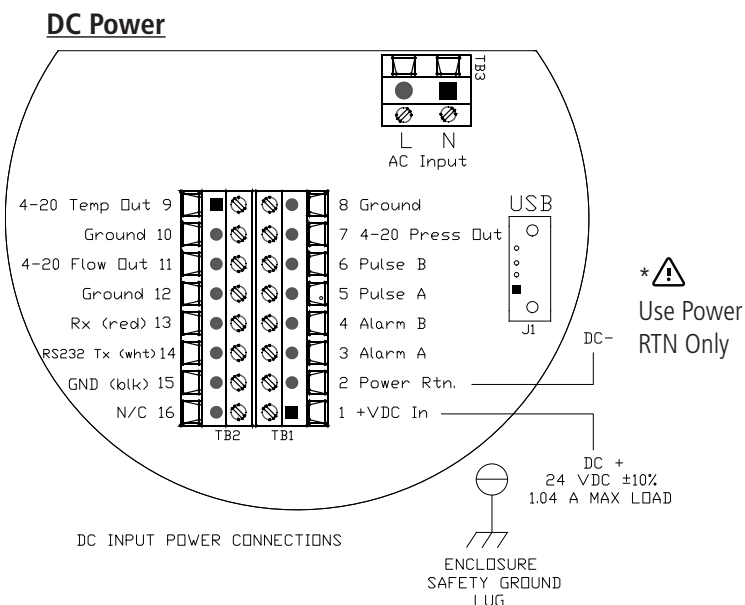 DC Power
TB3
L N
AC Input
4-20 Temp Out 9
Ground 10
4-20 Flow Out 11
Ground 12
Rx (red) 13
RS232 Tx (wht) 14
GND (blk) 15
N/C 16
TB2 TB1
8 Ground
7 4-20 Press Out
6 Pulse B
5 Pulse A
4 Alarm B
3 Alarm A
2 Power Rtn.
1 +VDC In
USB
J1
*
Use Power
RTN Only
DC-
DC +
24 VDC ±10%
1.04 A MAX LOAD
DC INPUT POWER CONNECTIONS
ENCLOSURE
SAFETY GROUND
LUG